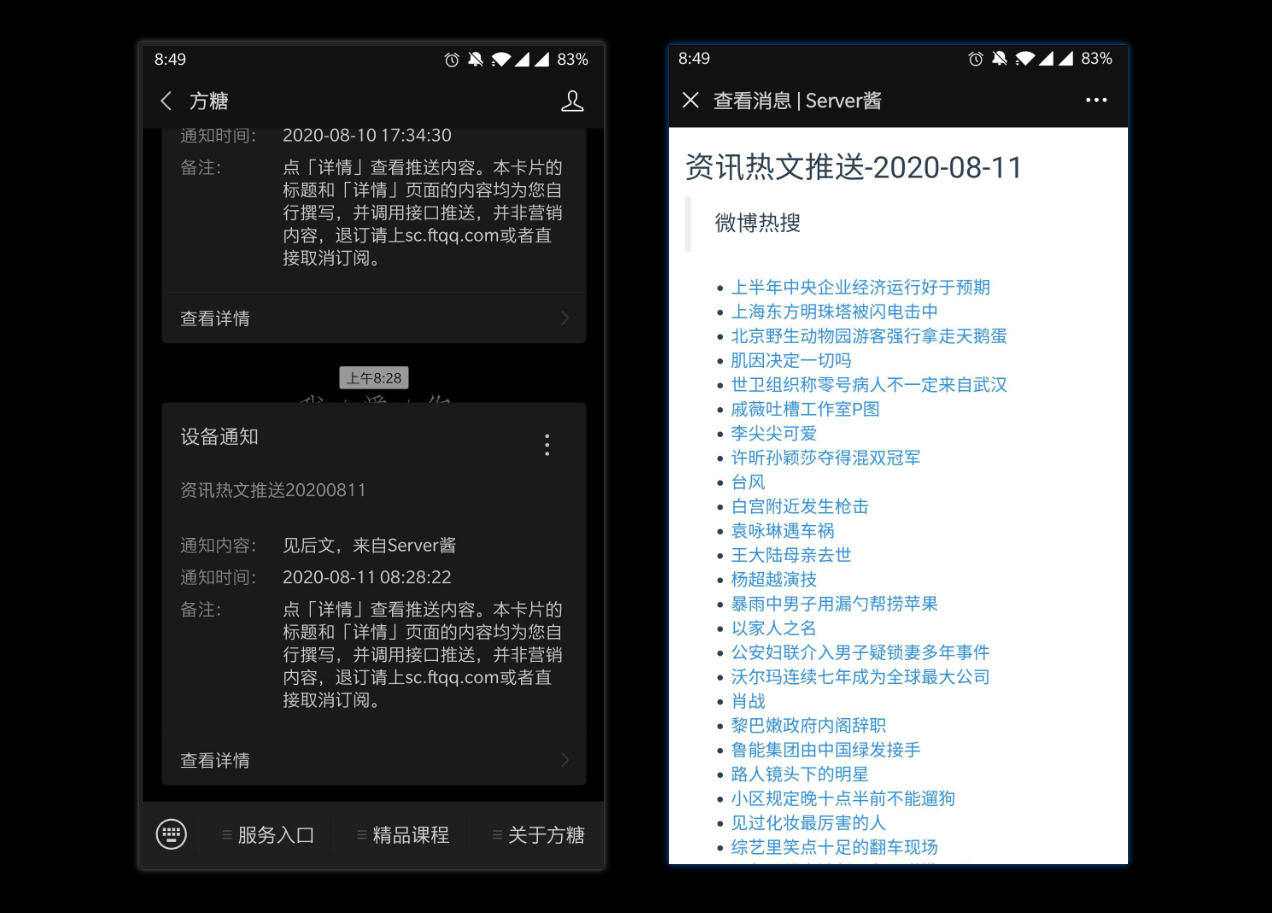 8:49
83%
方糖
通知时间：
2020-08-10 17:34:30
备注：
点「详情」查看推送内容。本卡片的
标题和「详情」页面的内容均为您自
行撰写，并调用接口推送，并非营销
内容，退订请上sc.ftqq.com或者直
接取消订阅。
查看详情
上午8:28
设备通知
资讯热文推送20200811
通知内容：
见后文，来自Server酱
通知时间：
2020-08-11 08:28:22
备注：
点「详情」查看推送内容。本卡片的
标题和「详情」页面的内容均为您自
行撰写，并调用接口推送，并非营销
内容，退订请上sc.ftqq.com或者直
接取消订阅。
查看详情
服务入口
精品课程
关于方糖
8:49
83%
查看消息 | Server酱
资讯热文推送-2020-08-11
微博热搜
上半年中央企业经济运行好于预期
上海东方明珠塔被闪电击中
北京野生动物园游客强行拿走天鹅蛋
肌因决定一切吗
世卫组织称零号病人不一定来自武汉
戚薇吐槽工作室P图
李尖尖可爱
许昕孙颖莎夺得混双冠军
台风
白宫附近发生枪击
袁咏琳遇车祸
王大陆母亲去世
杨超越演技
暴雨中男子用漏勺帮捞苹果
以家人之名
公安妇联介入男子疑锁妻多年事件
沃尔玛连续七年成为全球最大公司
肖战
黎巴嫩政府内阁辞职
鲁能集团由中国绿发接手
路人镜头下的明星
小区规定晚十点半前不能遛狗
见过化妆最厉害的人
综艺里笑点十足的翻车现场